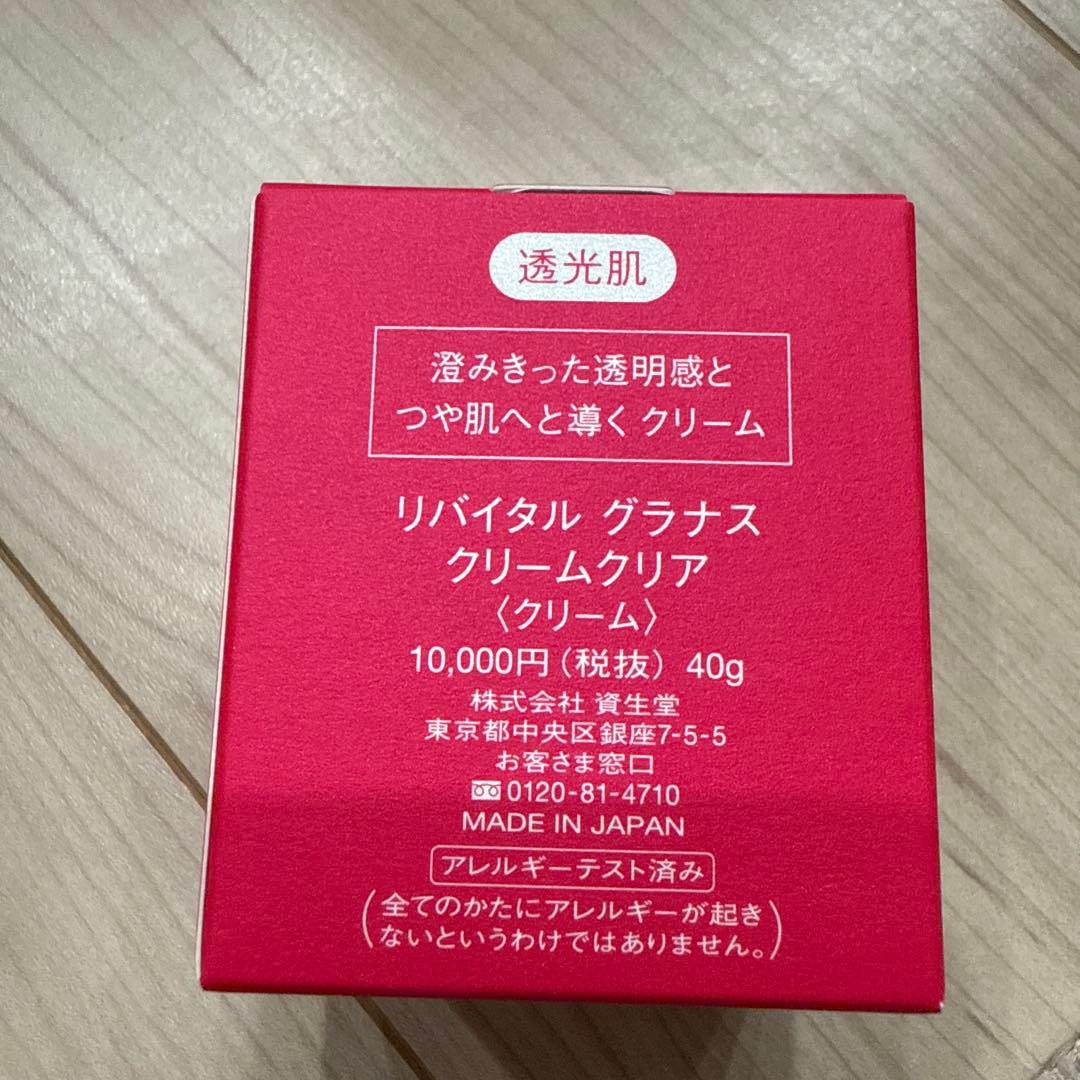 透光肌
澄みきった透明感と
つや肌へと導く クリーム
リバイタル グラナス
クリームクリア
〈クリーム〉
10,000円（税抜） 40g
株式会社 資生堂
東京都中央区銀座7-5-5
お客さま窓口
0120-81-4710
MADE IN JAPAN
アレルギーテスト済み
（全てのかたにアレルギーが起き
ないというわけではありません。）